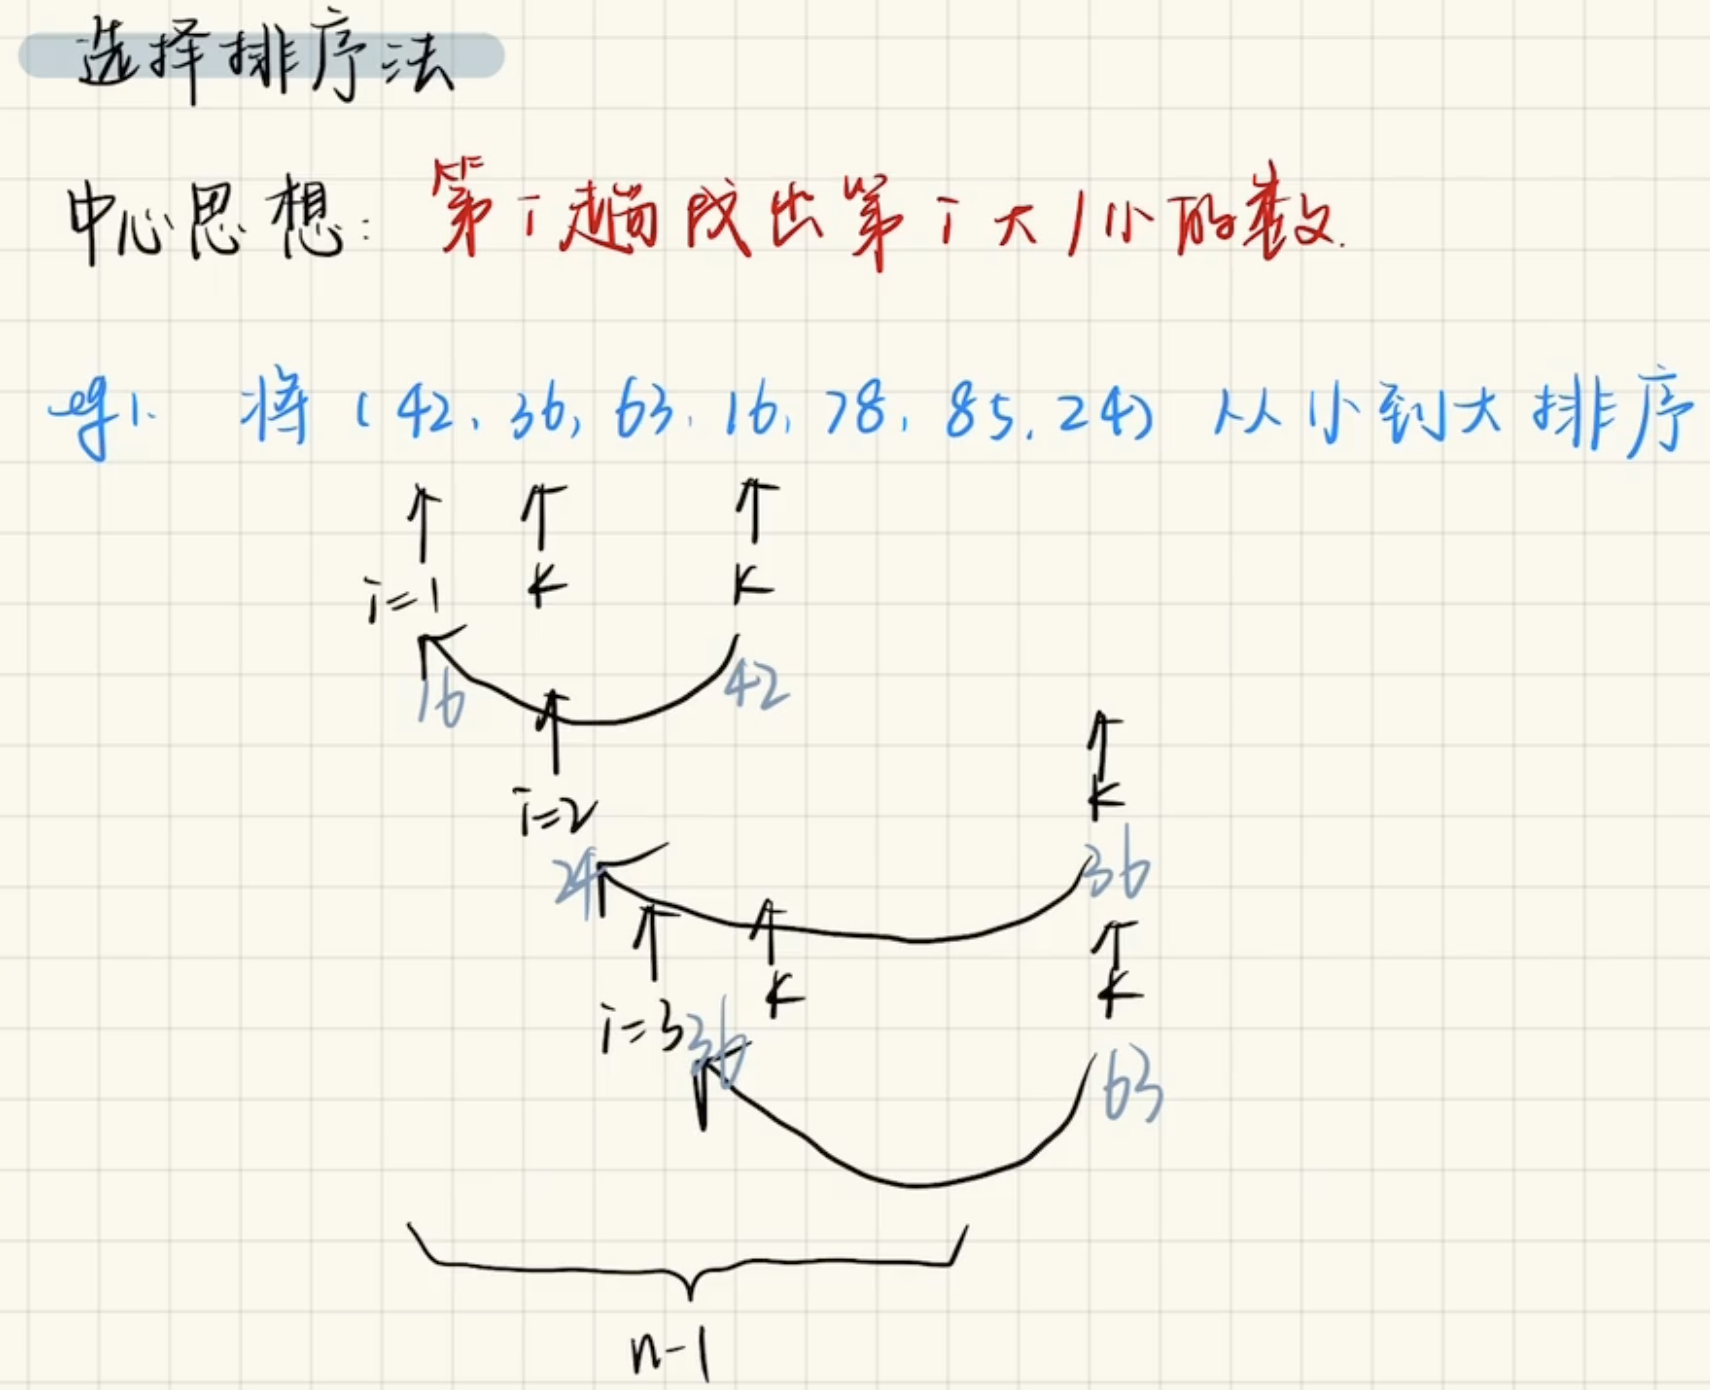 选择排序法
中心思想：第i趟找出第i大/小的数.
eg1. 将(42, 36, 63, 16, 78, 85, 24) 从小到大排序
i=1 k k
16 42
k
i=2
24 36
k k
i=3 36
63
n-1